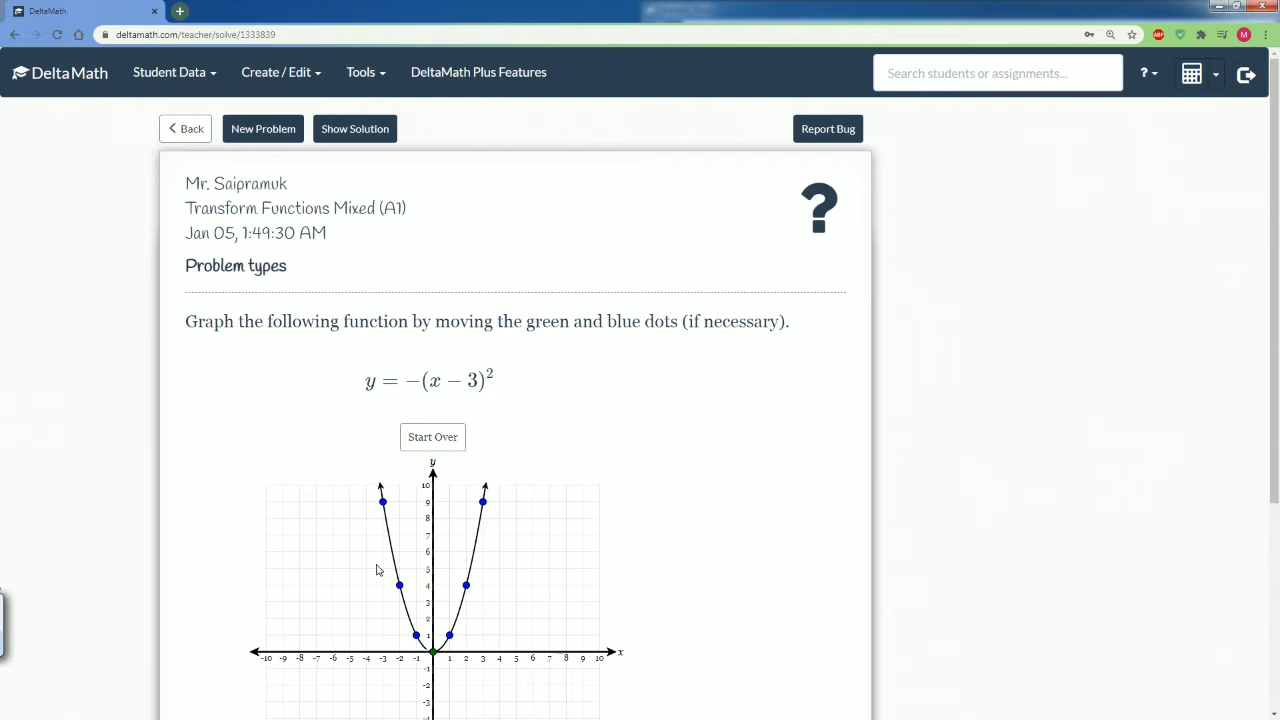 DeltaMath
deltamath.com/teacher/solve/1333839
ABP
M
DeltaMath Student Data Create / Edit Tools DeltaMath Plus Features Search students or assignments... ?
Back New Problem Show Solution Report Bug
Mr. Saipramuk
Transform Functions Mixed (A1)
Jan 05, 1:49:30 AM
?
Problem types
Graph the following function by moving the green and blue dots (if necessary).
y = −(x − 3)²
Start Over
y
10
9
8
7
6
5
4
3
2
1
-10 -9 -8 -7 -6 -5 -4 -3 -2 -1 1 2 3 4 5 6 7 8 9 10 x
-1
-2
-3